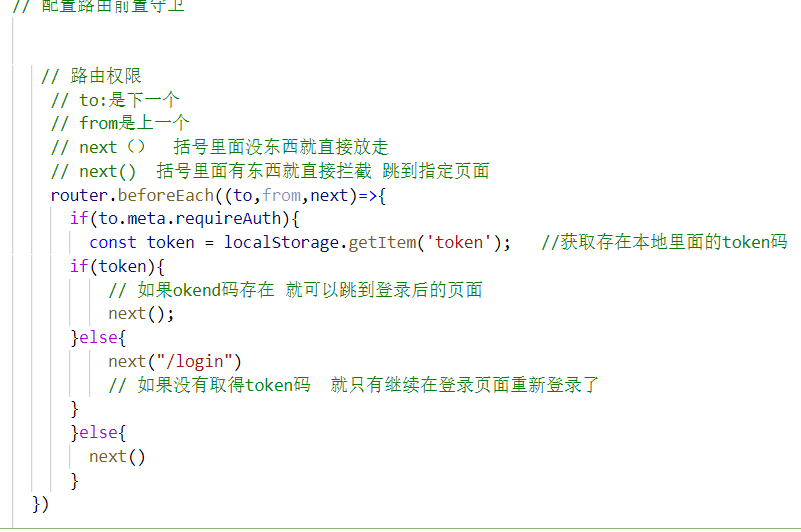 // 配置路由前置守卫
// 路由权限
// to:是下一个
// from是上一个
// next（） 括号里面没东西就直接放走
// next() 括号里面有东西就直接拦截 跳到指定页面
router.beforeEach((to,from,next)=>{
if(to.meta.requireAuth){
const token = localStorage.getItem('token'); //获取存在本地里面的token码
if(token){
// 如果okend码存在 就可以跳到登录后的页面
next();
}else{
next("/login")
// 如果没有取得token码 就只有继续在登录页面重新登录了
}
}else{
next()
}
})